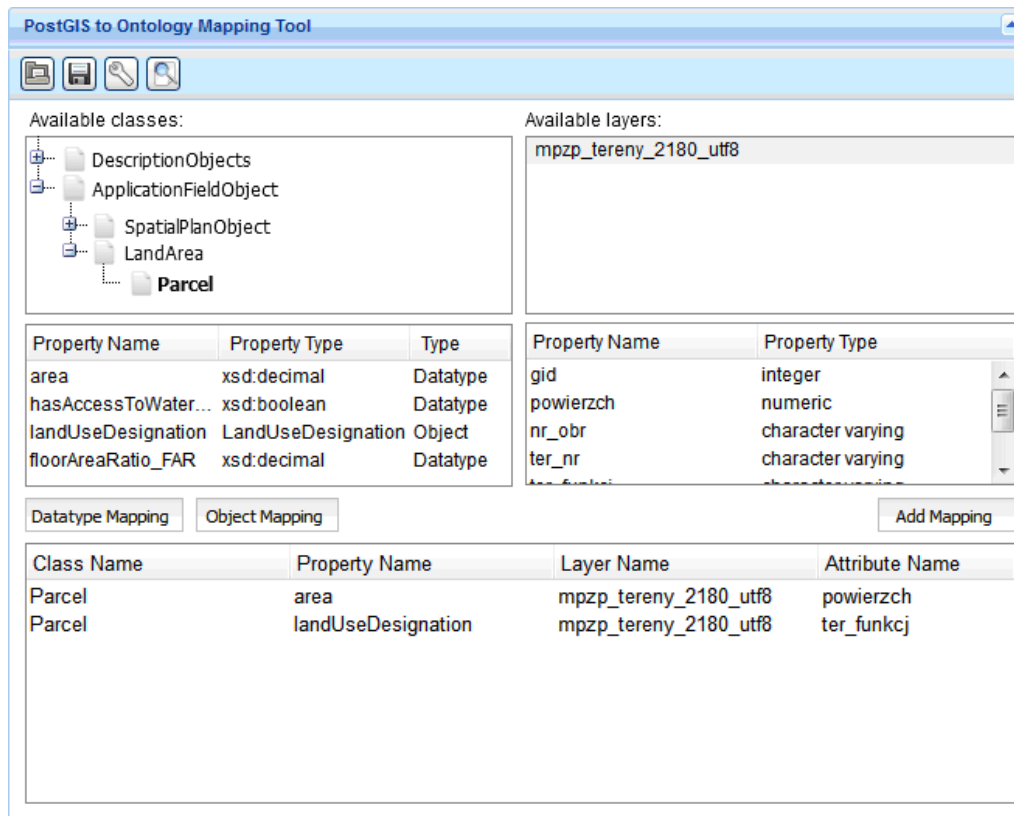 PostGIS to Ontology Mapping Tool
Available classes:
DescriptionObjects
ApplicationFieldObject
SpatialPlanObject
LandArea
Parcel
Available layers:
mpzp_tereny_2180_utf8
Property Name Property Type Type
area xsd:decimal Datatype
hasAccessToWater... xsd:boolean Datatype
landUseDesignation LandUseDesignation Object
floorAreaRatio_FAR xsd:decimal Datatype
Property Name Property Type
gid integer
powierzch numeric
nr_obr character varying
ter_nr character varying
Datatype Mapping Object Mapping Add Mapping
Class Name Property Name Layer Name Attribute Name
Parcel area mpzp_tereny_2180_utf8 powierzch
Parcel landUseDesignation mpzp_tereny_2180_utf8 ter_funkcj